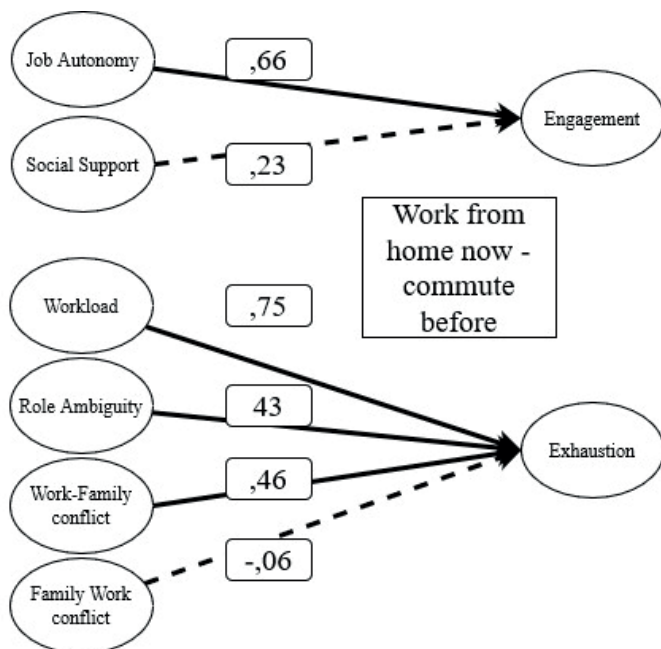 Job Autonomy
,66
Engagement
Social Support
,23
Work from
home now -
commute
before
Workload
,75
Role Ambiguity
43
Exhaustion
Work-Family
conflict
,46
-,06
Family Work
conflict